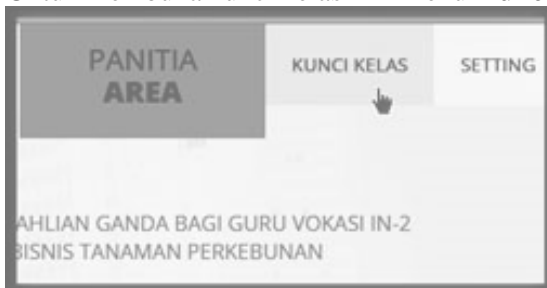 PANITIA
AREA
KUNCI KELAS
SETTING
AHLIAN GANDA BAGI GURU VOKASI IN-2
BISNIS TANAMAN PERKEBUNAN